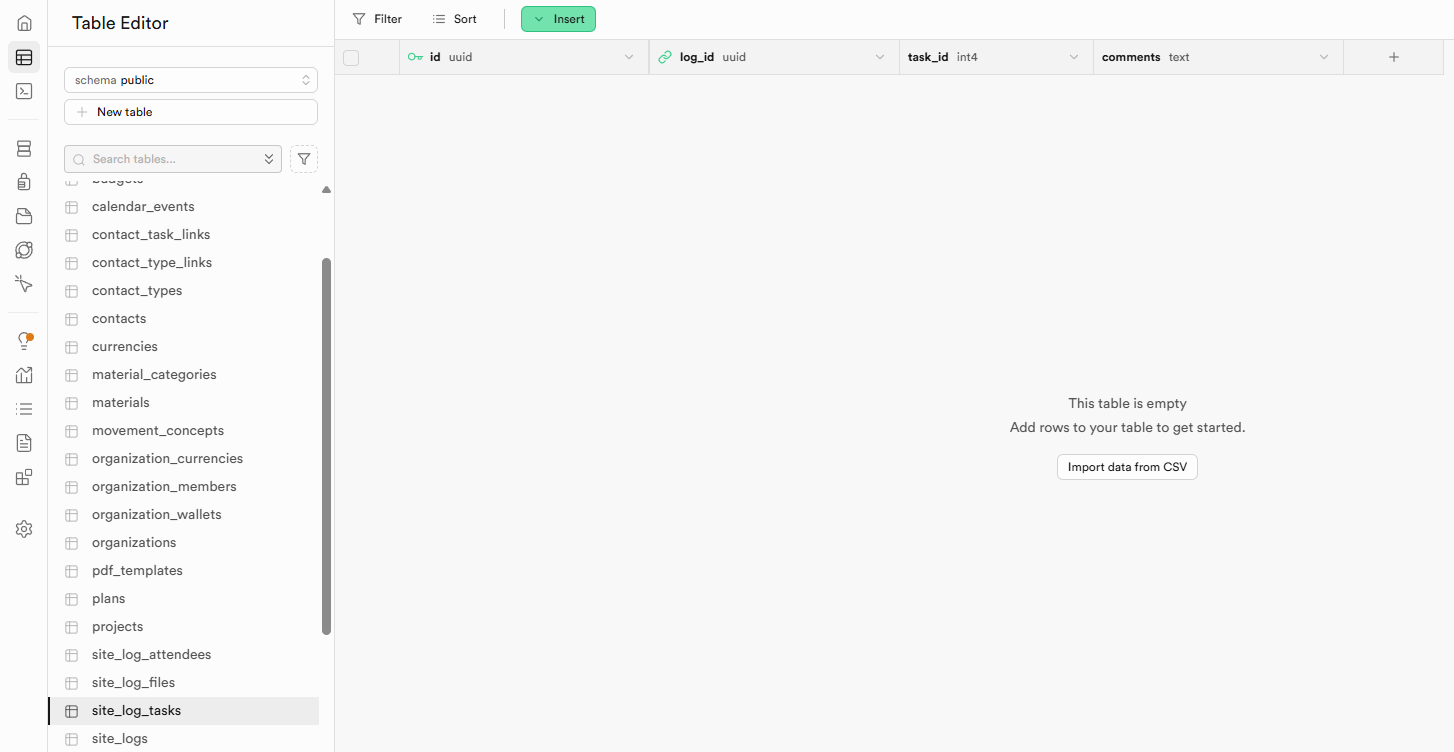 Table Editor
schema public
New table
Search tables...
calendar_events
contact_task_links
contact_type_links
contact_types
contacts
currencies
material_categories
materials
movement_concepts
organization_currencies
organization_members
organization_wallets
organizations
pdf_templates
plans
projects
site_log_attendees
site_log_files
site_log_tasks
site_logs
Filter
Sort
Insert
id uuid
log_id uuid
task_id int4
comments text
This table is empty
Add rows to your table to get started.
Import data from CSV